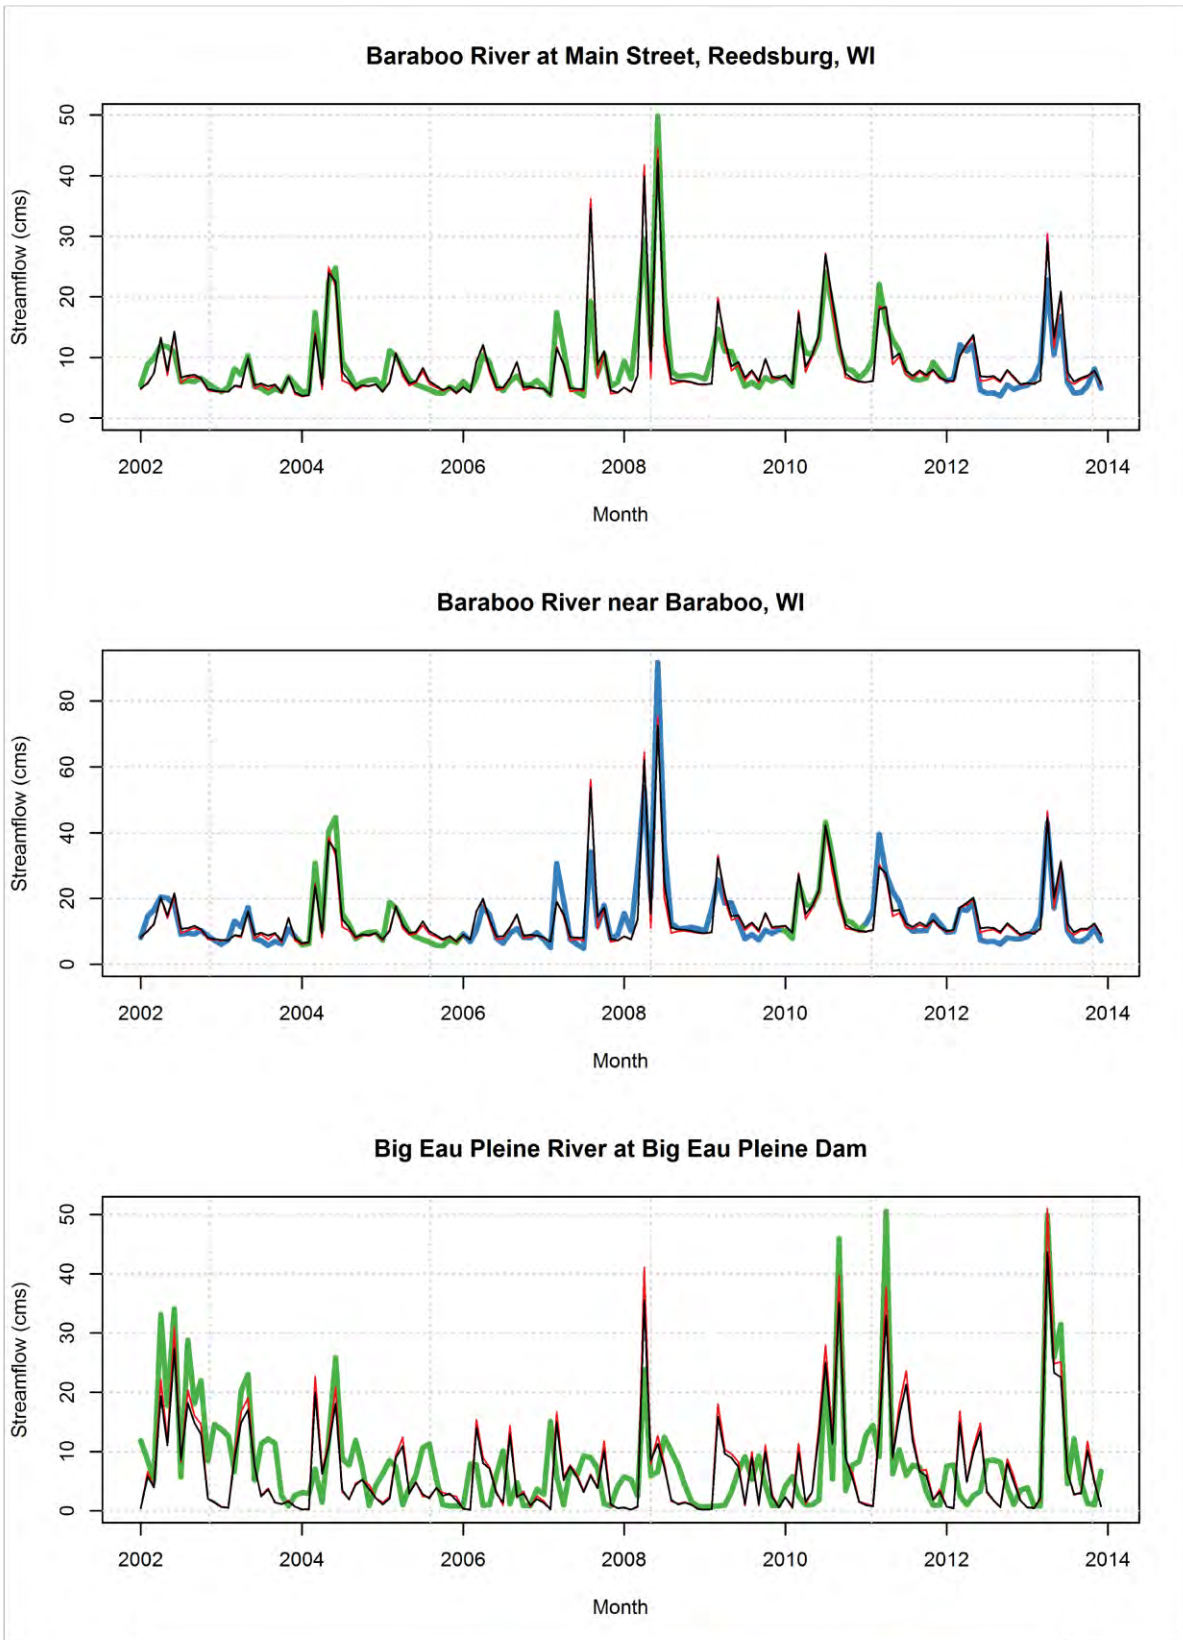 Baraboo River at Main Street, Reedsburg, WI
Streamflow (cms)
50
40
30
20
10
0
2002 2004 2006 2008 2010 2012 2014
Month
Baraboo River near Baraboo, WI
Streamflow (cms)
80
60
40
20
0
2002 2004 2006 2008 2010 2012 2014
Month
Big Eau Pleine River at Big Eau Pleine Dam
Streamflow (cms)
50
40
30
20
10
0
2002 2004 2006 2008 2010 2012 2014
Month